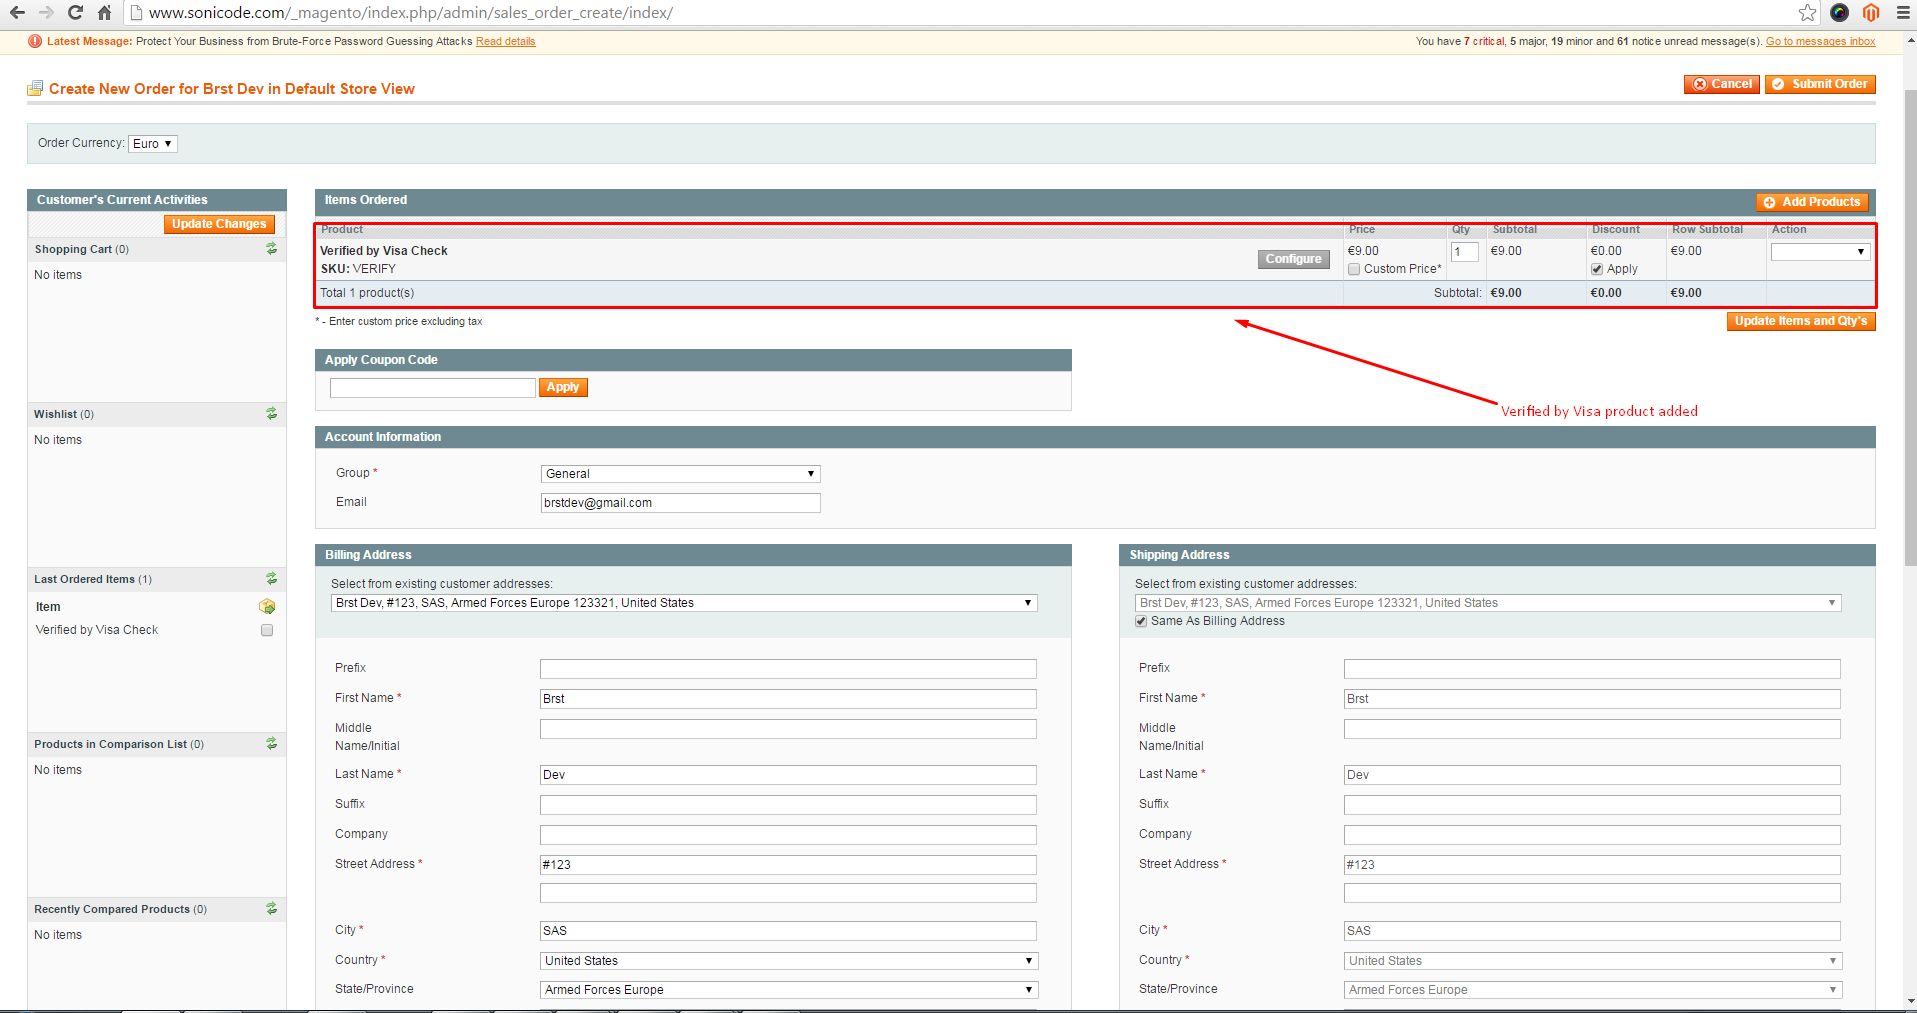 www.sonicode.com/_magento/index.php/admin/sales_order_create/index/
Latest Message: Protect Your Business from Brute-Force Password Guessing Attacks Read details
You have 7 critical, 5 major, 19 minor and 61 notice unread message(s). Go to messages inbox
Create New Order for Brst Dev in Default Store View
Cancel
Submit Order
Order Currency: Euro
Customer's Current Activities
Update Changes
Shopping Cart (0)
No items
Wishlist (0)
No items
Last Ordered Items (1)
Item
Verified by Visa Check
Products in Comparison List (0)
No items
Recently Compared Products (0)
No items
Items Ordered
Add Products
Product Price Qty Subtotal Discount Row Subtotal Action
Verified by Visa Check €9.00 1 €9.00 €0.00 €9.00
SKU: VERIFY Configure Custom Price* Apply
Total 1 product(s) Subtotal: €9.00 €0.00 €9.00
* - Enter custom price excluding tax
Update Items and Qty's
Apply Coupon Code
Apply
Verified by Visa product added
Account Information
Group * General
Email brstdev@gmail.com
Billing Address
Select from existing customer addresses:
Brst Dev, #123, SAS, Armed Forces Europe 123321, United States
Prefix
First Name * Brst
Middle
Name/Initial
Last Name * Dev
Suffix
Company
Street Address * #123
City * SAS
Country * United States
State/Province Armed Forces Europe
Shipping Address
Select from existing customer addresses:
Brst Dev, #123, SAS, Armed Forces Europe 123321, United States
Same As Billing Address
Prefix
First Name * Brst
Middle
Name/Initial
Last Name * Dev
Suffix
Company
Street Address * #123
City * SAS
Country * United States
State/Province Armed Forces Europe